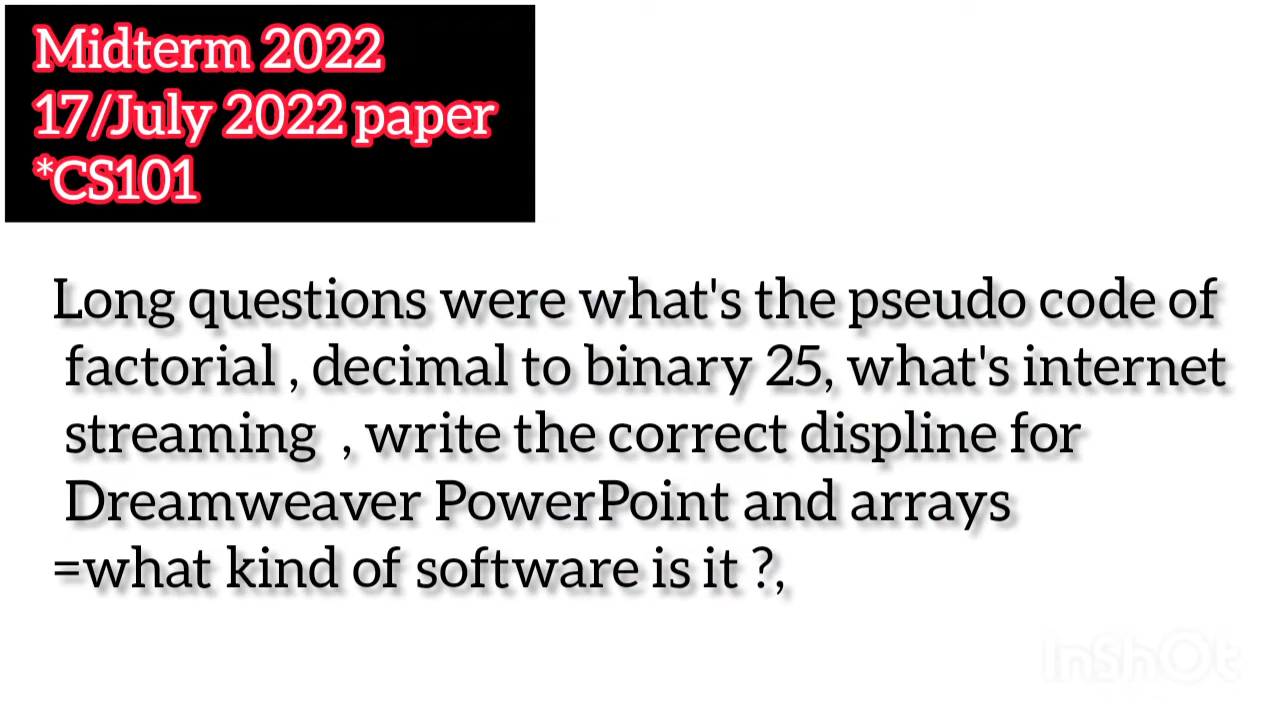 Midterm 2022
17/July 2022 paper
*CS101
Long questions were what's the pseudo code of
factorial , decimal to binary 25, what's internet
streaming , write the correct displine for
Dreamweaver PowerPoint and arrays
=what kind of software is it ?,
InShOt